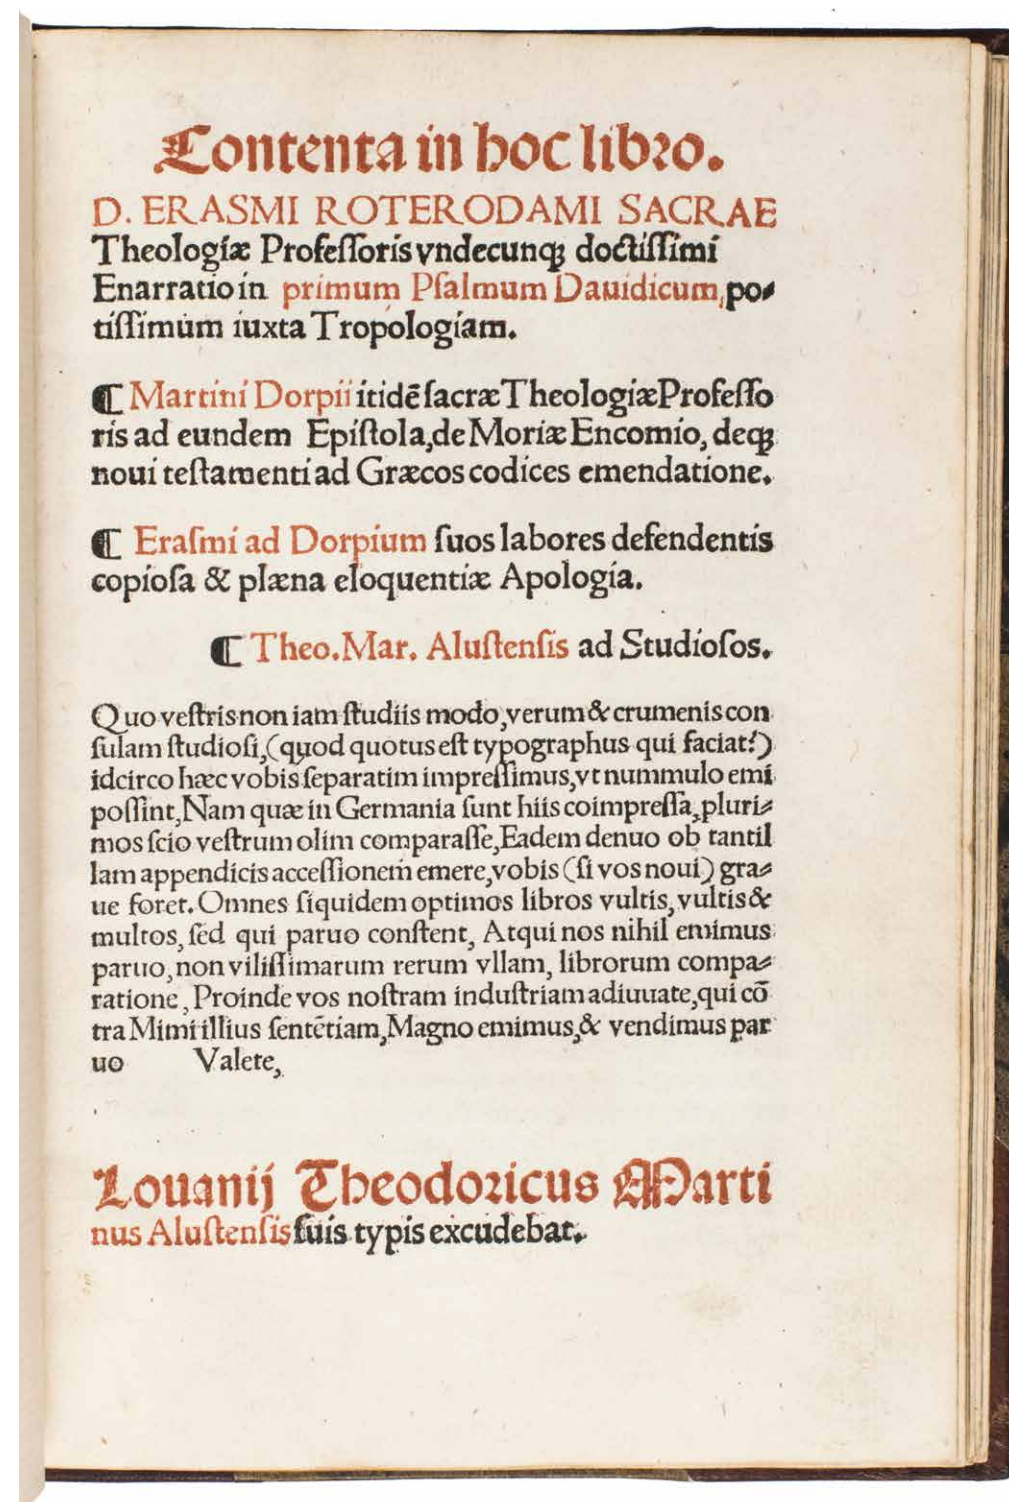 Contenta in hoc libro.
D. ERASMI ROTERODAMI SACRAE
Theologiæ Profeſſoris vndecunqꝫ doctiſſimi
Enarratio in primum Pſalmum Dauidicum, po⸗
tiſſimum iuxta Tropologiam.
¶ Martini Dorpii itidē ſacræ Theologiæ Profeſſo
ris ad eundem Epiſtola, de Moriæ Encomio, deqꝫ
noui teſtamenti ad Græcos codices emendatione.
¶ Eraſmi ad Dorpium ſuos labores defendentis
copioſa & plæna eloquentiæ Apologia.
¶ Theo. Mar. Aluſtenſis ad Studioſos.
Quo veſtris non iam ſtudiis modo, verum & crumenis con
ſulam ſtudioſi, (quod quotus eſt typographus qui faciat?)
idcirco hæc vobis ſeparatim impreſſimus, vt nummulo emi
poſſint, Nam quæ in Germania ſunt hiis coimpreſſa, pluri⸗
mos ſcio veſtrum olim comparaſſe, Eadem denuo ob tantil
lam appendicis acceſſionem emere, vobis (ſi vos noui) gra⸗
ue foret. Omnes ſiquidem optimos libros vultis, vultis &
multos, ſed qui paruo conſtent, Atqui nos nihil emimus
paruo, non viliſſimarum rerum vllam, librorum compa⸗
ratione, Proinde vos noſtram induſtriam adiuuate, qui cō
tra Mimi illius ſentētiam, Magno emimus, & vendimus par
uo Valete,
Louanij Theodoricus Marti
nus Aluſtenſis ſuis typis excudebat.